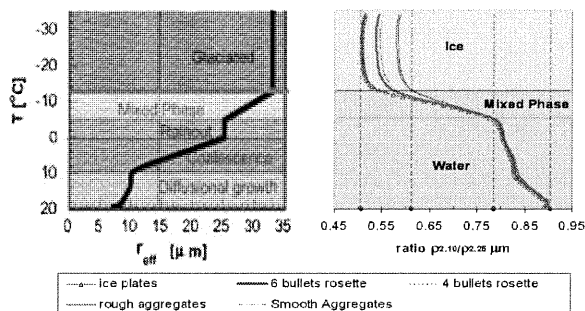 -30
-20
-10
0
10
20
T [°C]
Glaciated
Mixed Phase
Rainout
Coalescence
Diffusional growth
0 5 10 15 20 25 30 35
r eff [µ m]
Ice
Mixed Phase
Water
0.45 0.55 0.65 0.75 0.85 0.95
ratio ρ2.10/ρ2.25 µm
ice plates 6 bullets rosette 4 bullets rosette
rough aggregates Smooth Aggregates